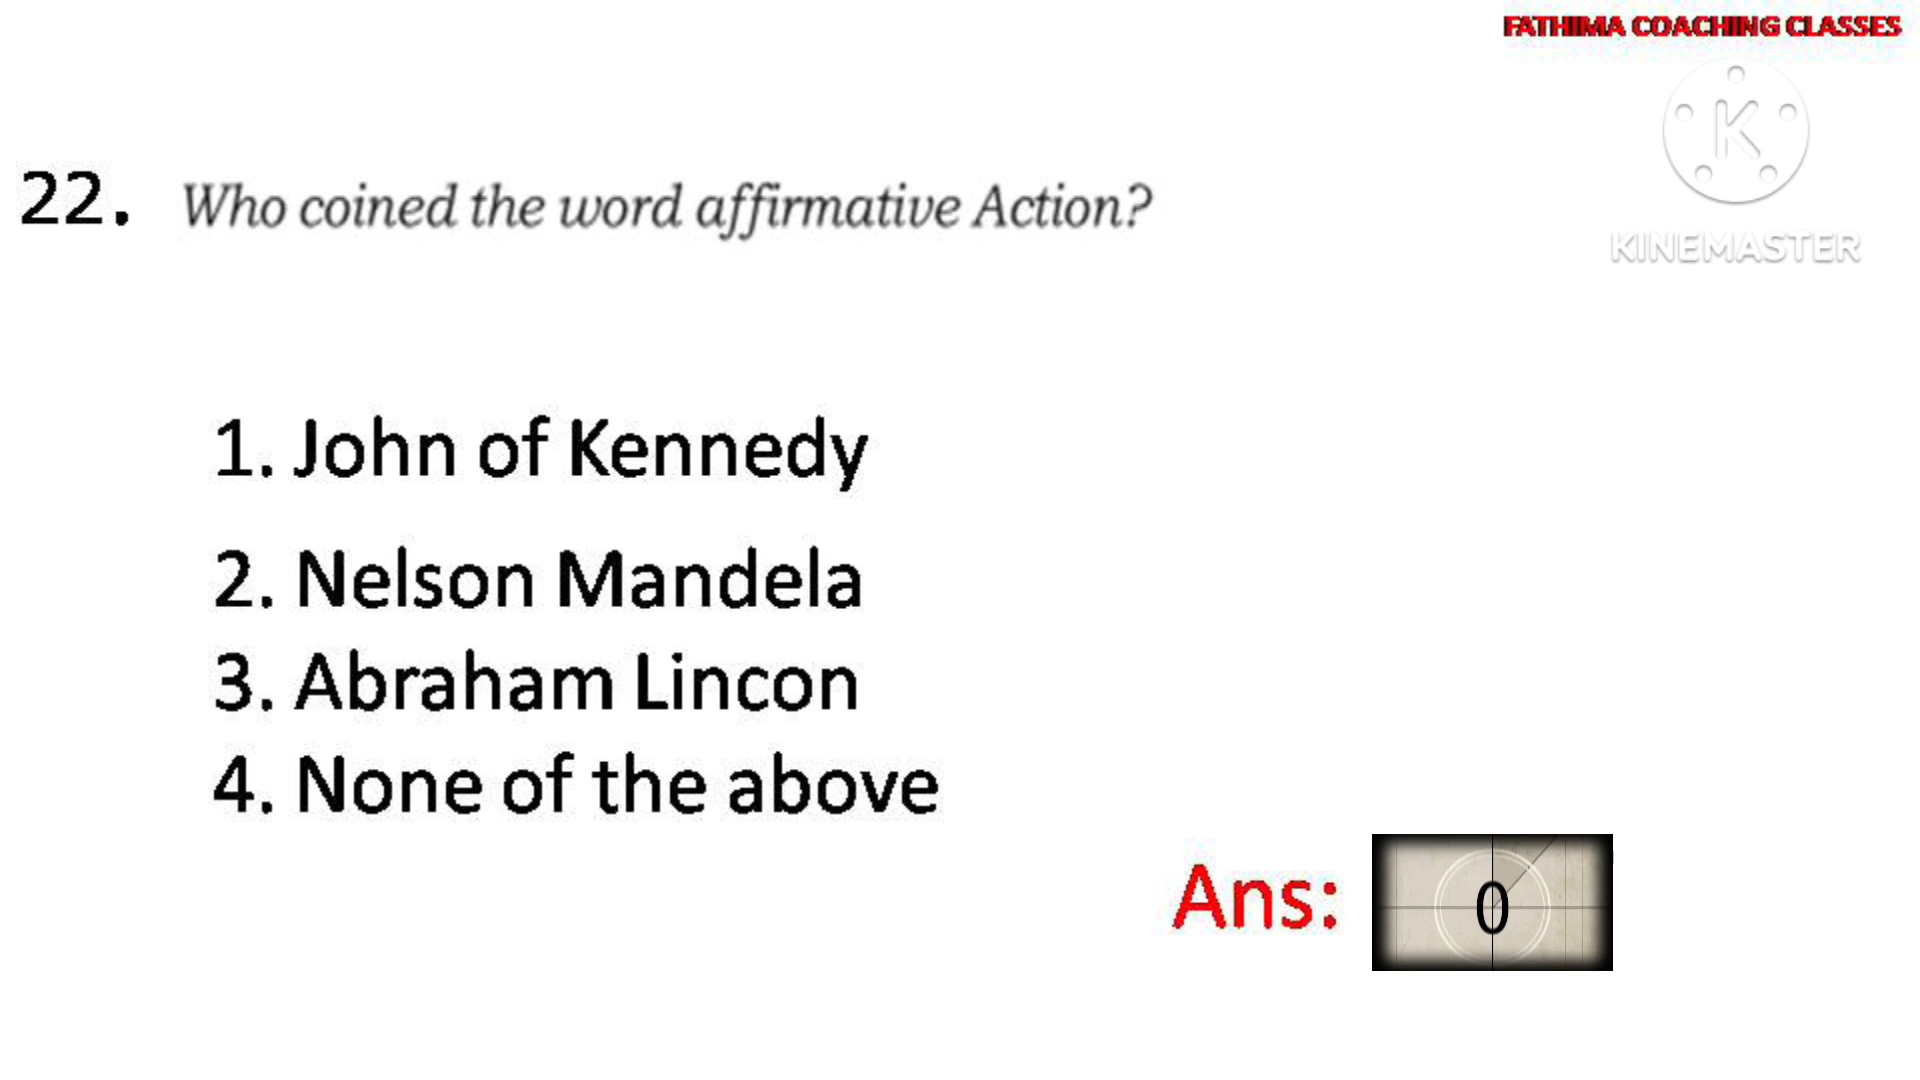 FATHIMA COACHING CLASSES
K
KINEMASTER
22. Who coined the word affirmative Action?
1. John of Kennedy
2. Nelson Mandela
3. Abraham Lincon
4. None of the above
Ans: 0